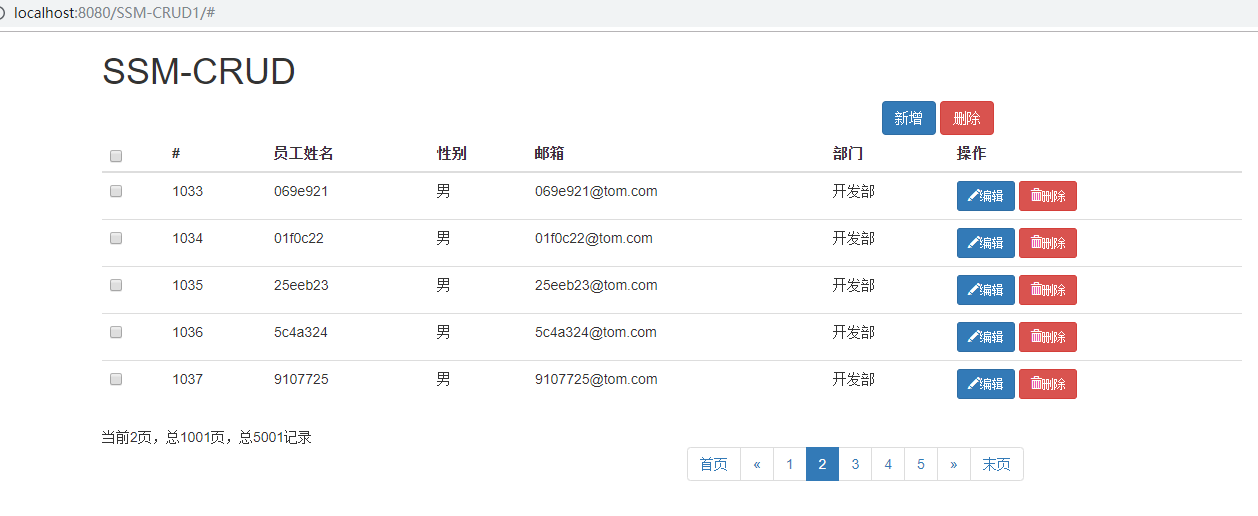 localhost:8080/SSM-CRUD1/#
SSM-CRUD
新增 删除
# 员工姓名 性别 邮箱 部门 操作
1033 069e921 男 069e921@tom.com 开发部 编辑 删除
1034 01f0c22 男 01f0c22@tom.com 开发部 编辑 删除
1035 25eeb23 男 25eeb23@tom.com 开发部 编辑 删除
1036 5c4a324 男 5c4a324@tom.com 开发部 编辑 删除
1037 9107725 男 9107725@tom.com 开发部 编辑 删除
当前2页，总1001页，总5001记录
首页 « 1 2 3 4 5 » 末页